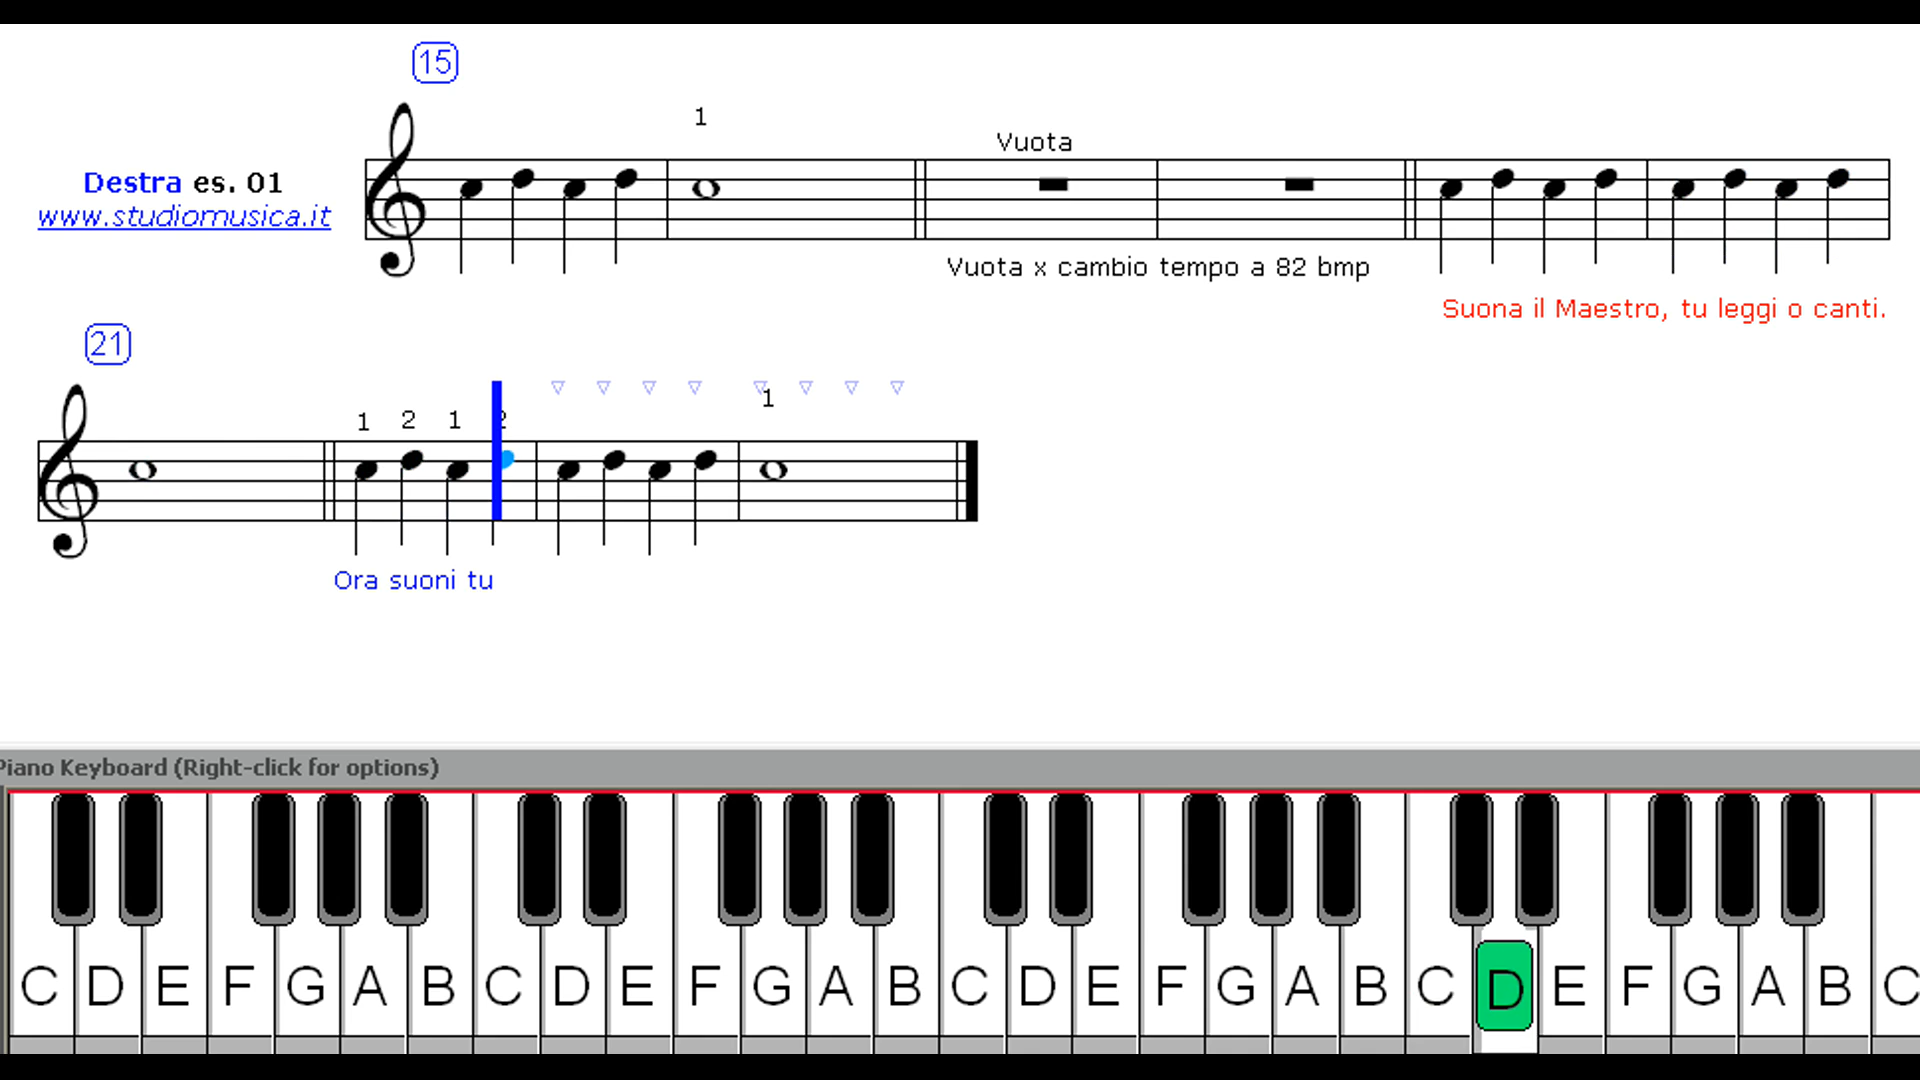 15
1
Vuota
Destra es. 01
www.studiomusica.it
Vuota x cambio tempo a 82 bmp
Suona il Maestro, tu leggi o canti.
21
1
1 2 1 2
Ora suoni tu
Piano Keyboard (Right-click for options)
C D E F G A B C D E F G A B C D E F G A B C D E F G A B C